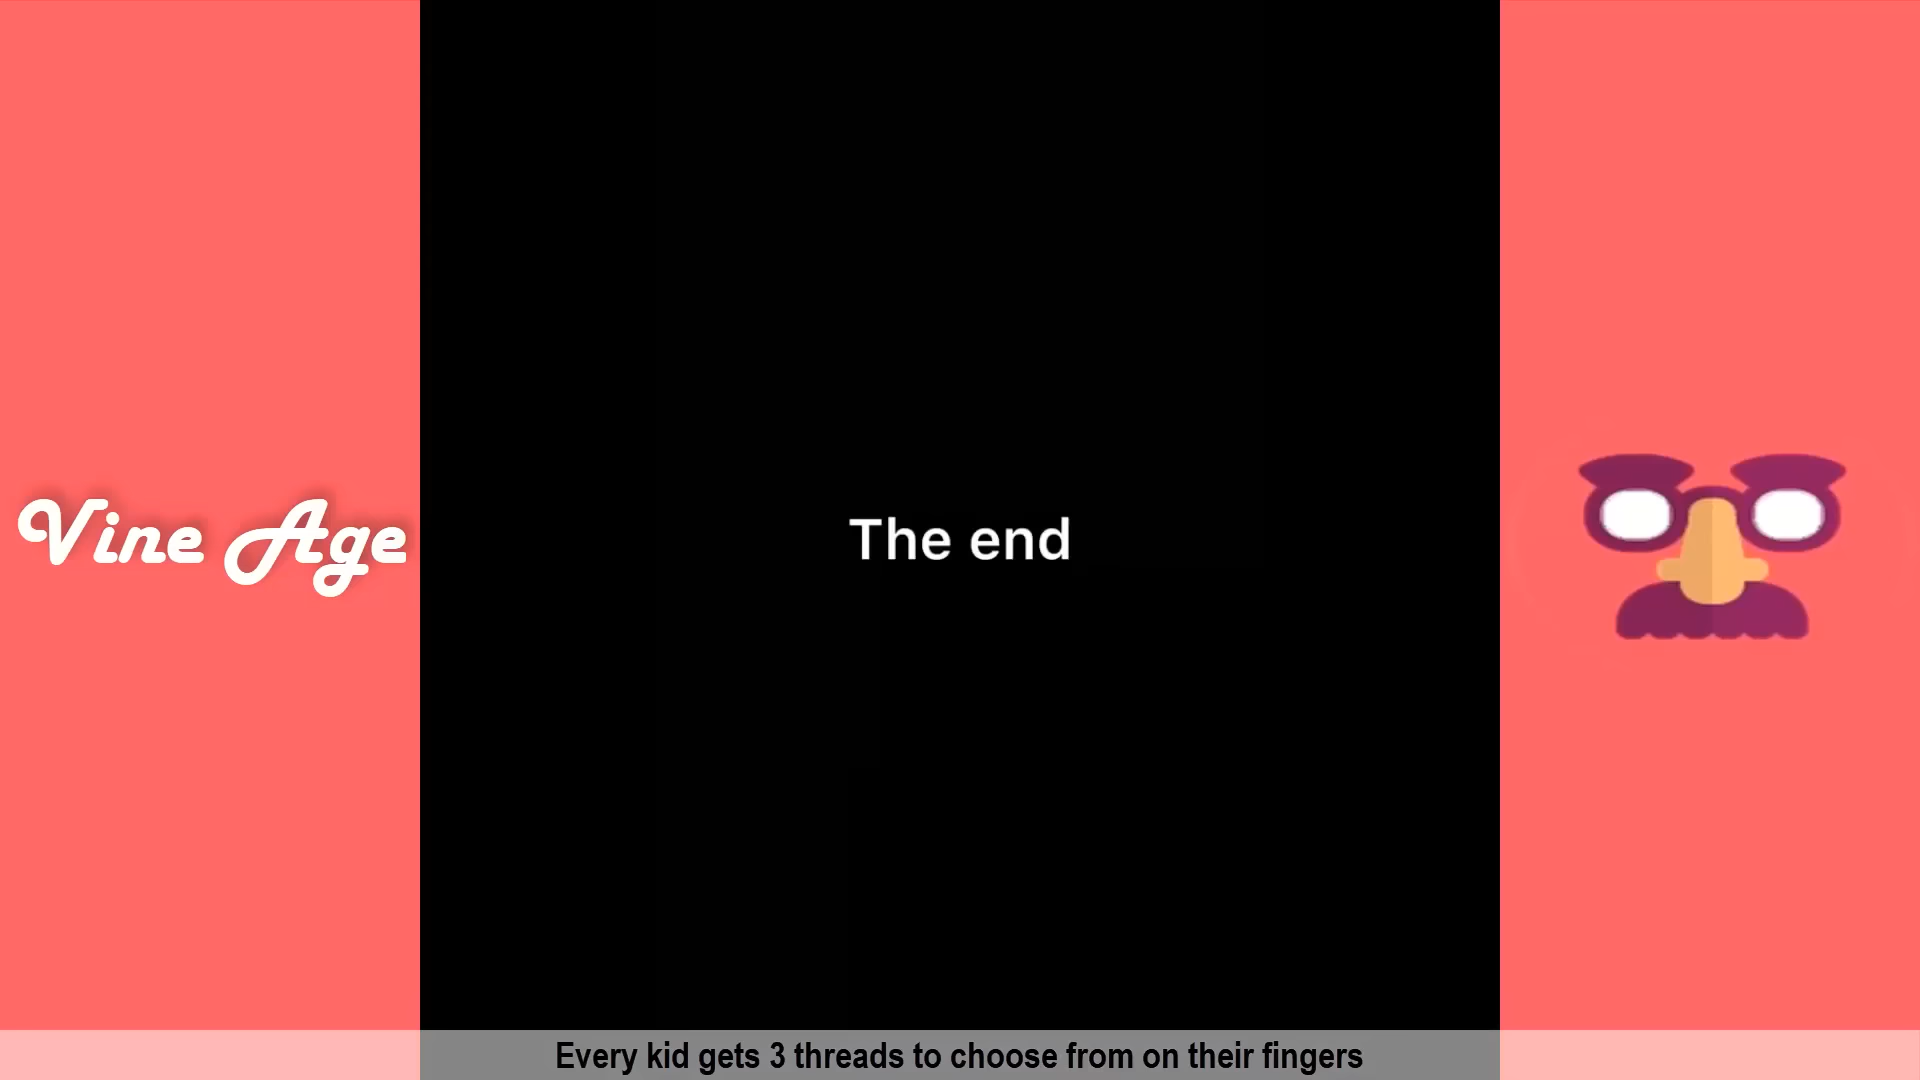 Vine Age
The end
Every kid gets 3 threads to choose from on their fingers